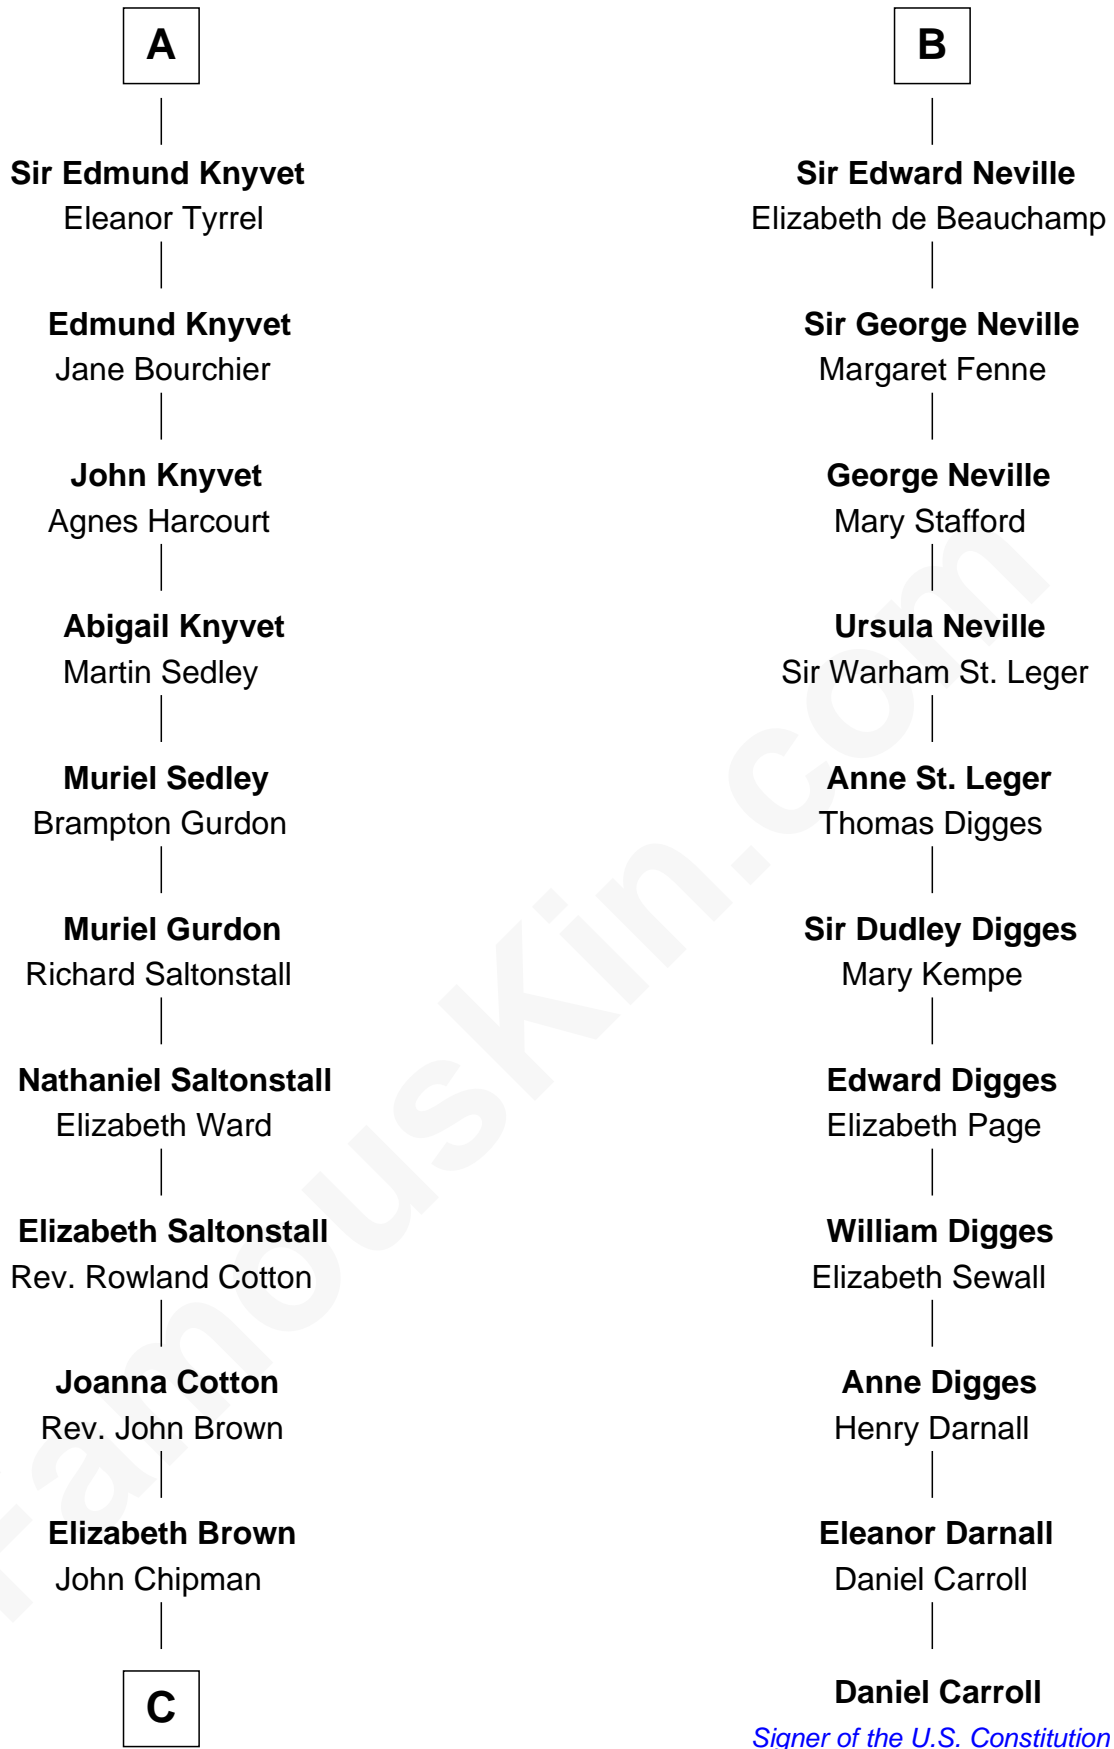 A
Sir Edmund Knyvet
Eleanor Tyrrel
Edmund Knyvet
Jane Bourchier
John Knyvet
Agnes Harcourt
Abigail Knyvet
Martin Sedley
Muriel Sedley
Brampton Gurdon
Muriel Gurdon
Richard Saltonstall
Nathaniel Saltonstall
Elizabeth Ward
Elizabeth Saltonstall
Rev. Rowland Cotton
Joanna Cotton
Rev. John Brown
Elizabeth Brown
John Chipman
C
B
Sir Edward Neville
Elizabeth de Beauchamp
Sir George Neville
Margaret Fenne
George Neville
Mary Stafford
Ursula Neville
Sir Warham St. Leger
Anne St. Leger
Thomas Digges
Sir Dudley Digges
Mary Kempe
Edward Digges
Elizabeth Page
William Digges
Elizabeth Sewall
Anne Digges
Henry Darnall
Eleanor Darnall
Daniel Carroll
Daniel Carroll
Signer of the U.S. Constitution
FamousKin.com